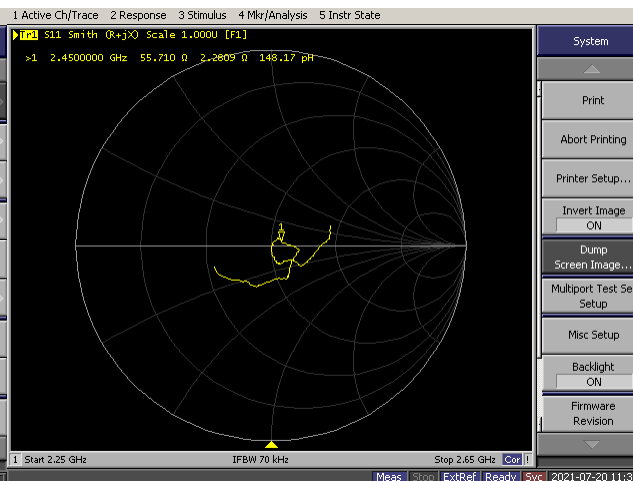 1 Active Ch/Trace 2 Response 3 Stimulus 4 Mkr/Analysis 5 Instr State
Tr1 S11 Smith (R+jX) Scale 1.000U [F1]
>1 2.4500000 GHz 55.710 Ω 2.2809 Ω 148.17 pH
1
1 Start 2.25 GHz IFBW 70 kHz Stop 2.65 GHz Cor !
System
Print
Abort Printing
Printer Setup...
Invert Image
ON
Dump
Screen Image...
Multiport Test Se
Setup
Misc Setup
Backlight
ON
Firmware
Revision
Meas Stop ExtRef Ready Svc 2021-07-20 11:3